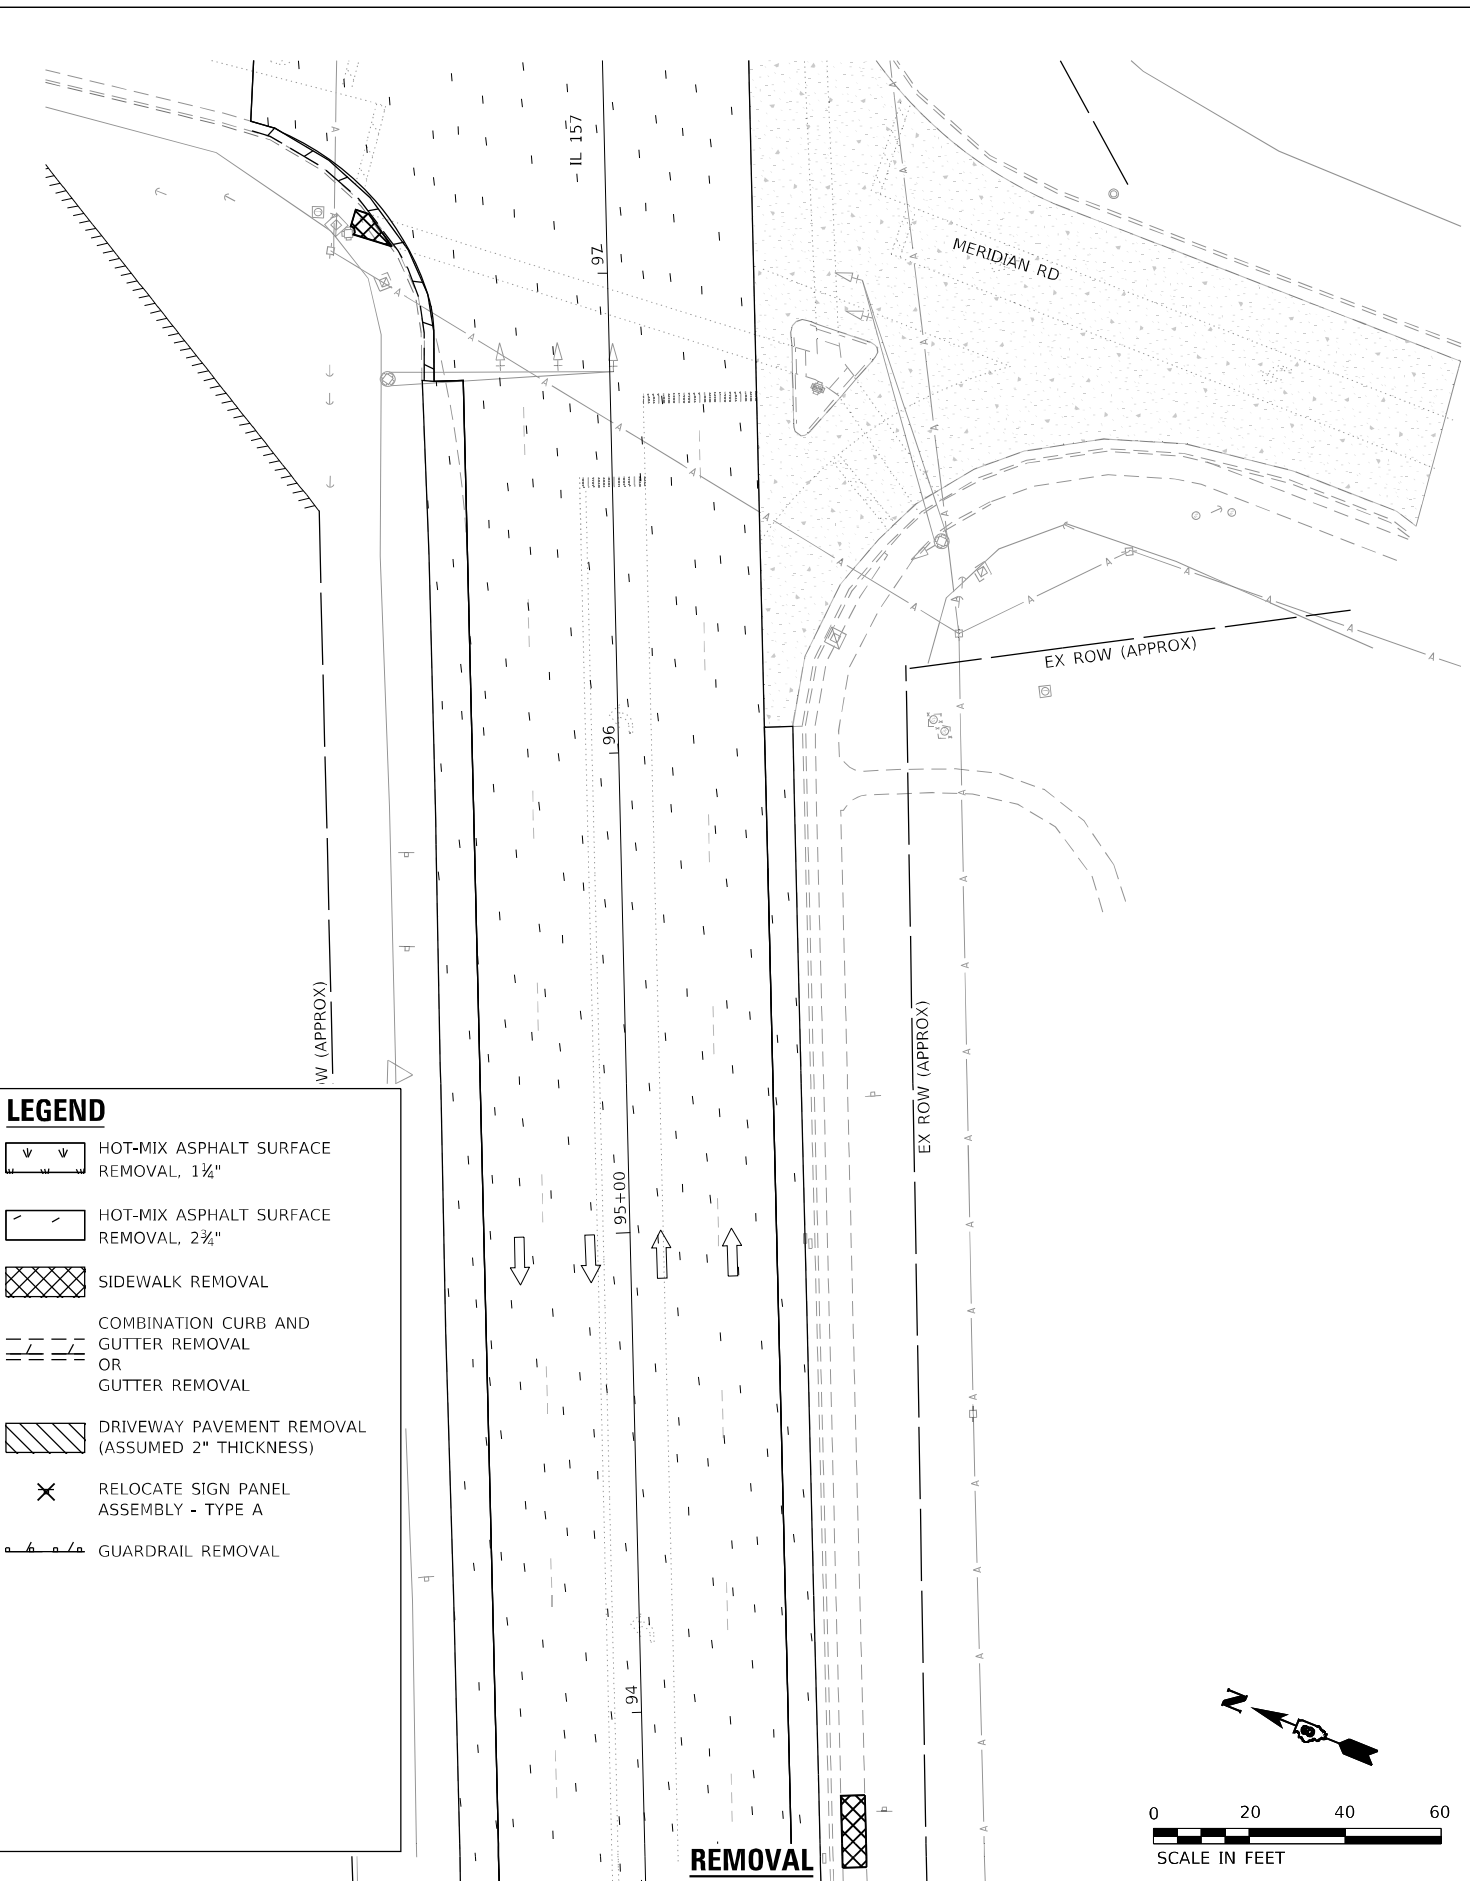 IL 157
97
MERIDIAN RD
EX ROW (APPROX)
96
W (APPROX)
EX ROW (APPROX)
95+00
94
LEGEND
HOT-MIX ASPHALT SURFACE
REMOVAL, 1¼"
HOT-MIX ASPHALT SURFACE
REMOVAL, 2¾"
SIDEWALK REMOVAL
COMBINATION CURB AND
GUTTER REMOVAL
OR
GUTTER REMOVAL
DRIVEWAY PAVEMENT REMOVAL
(ASSUMED 2" THICKNESS)
RELOCATE SIGN PANEL
ASSEMBLY - TYPE A
GUARDRAIL REMOVAL
N
0 20 40 60
SCALE IN FEET
REMOVAL